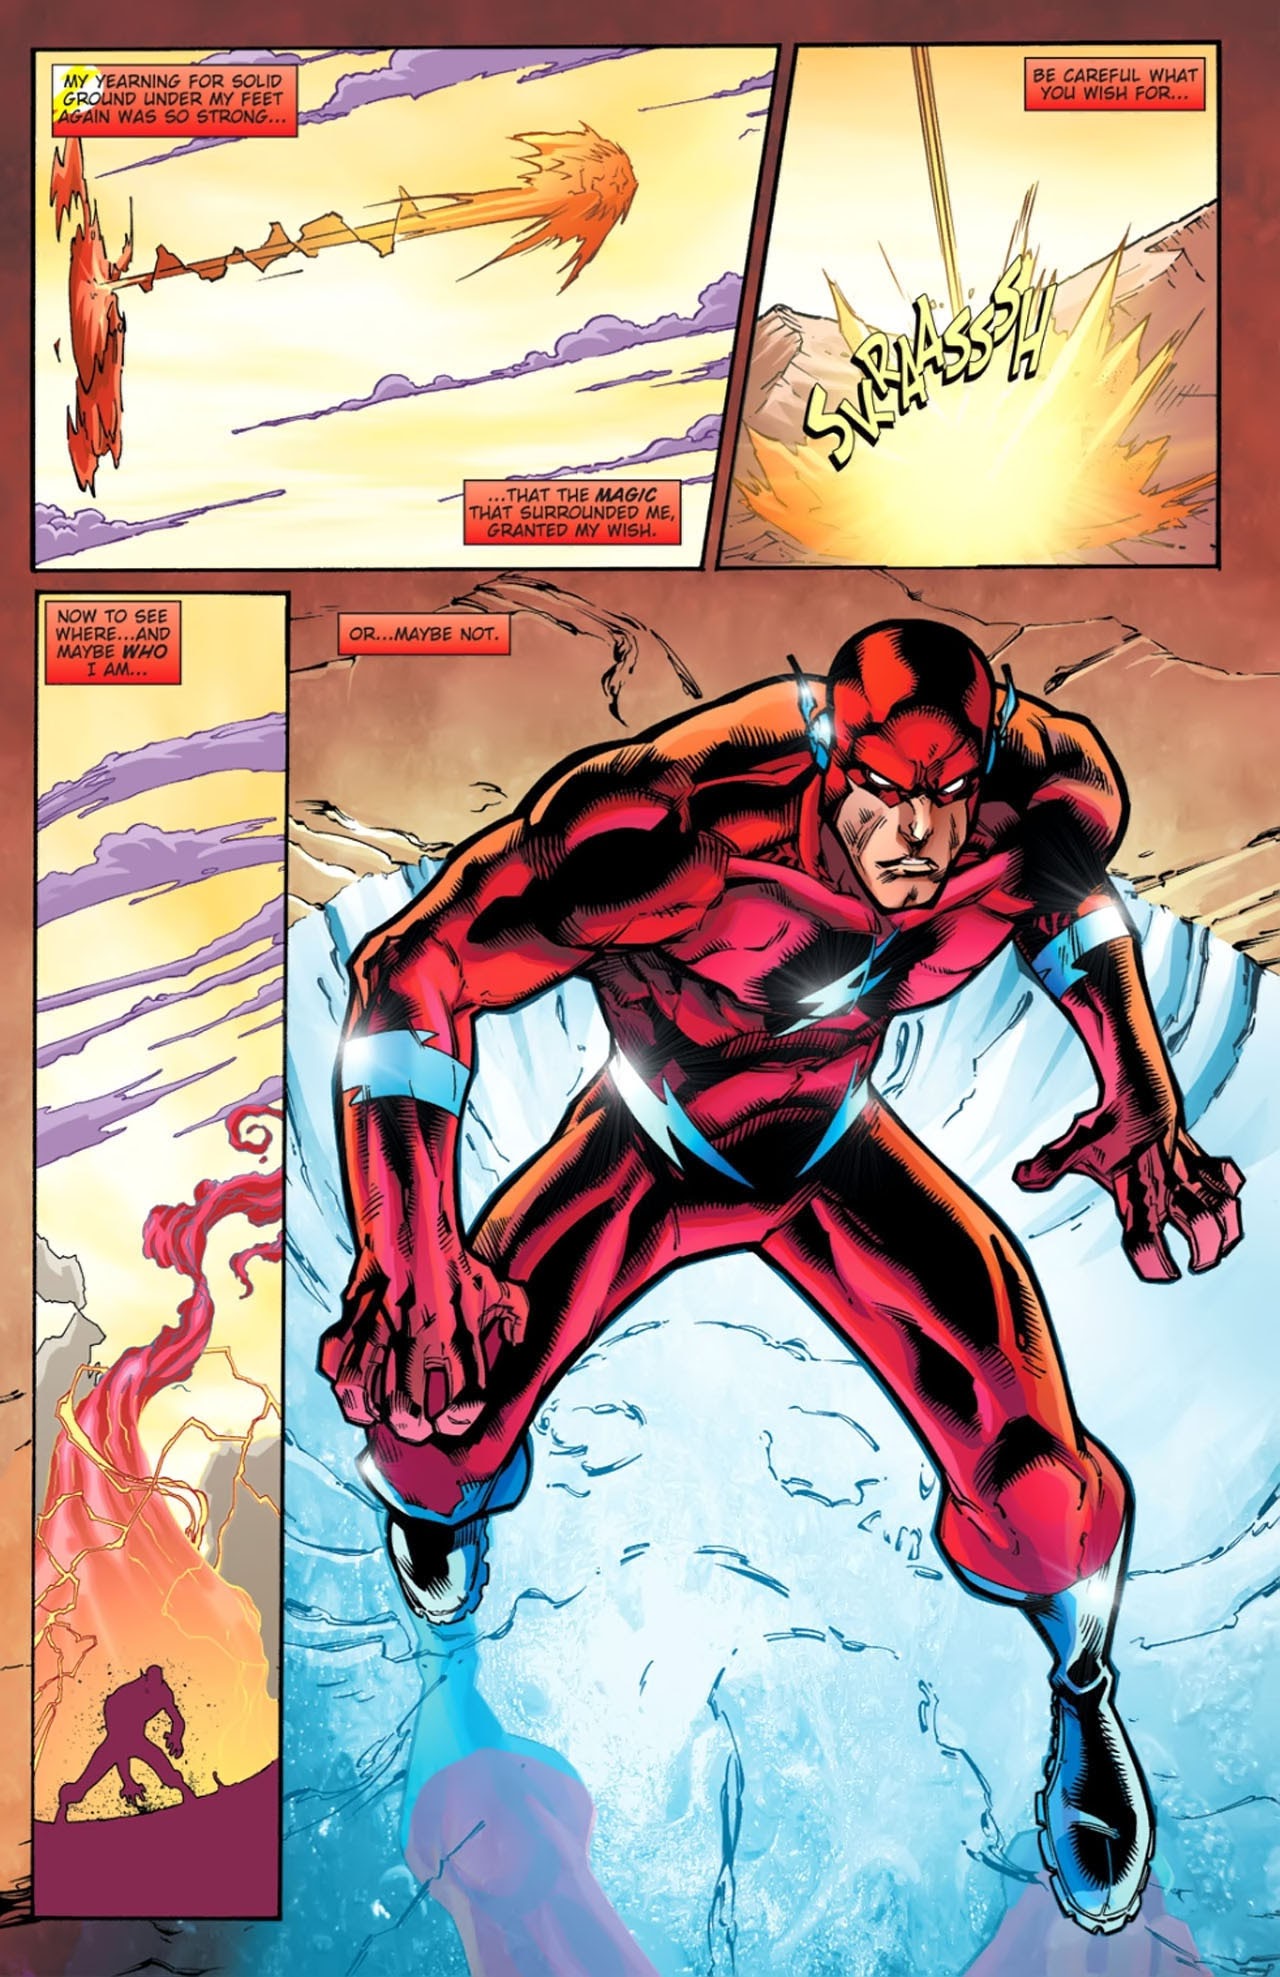 MY YEARNING FOR SOLID
GROUND UNDER MY FEET
AGAIN WAS SO STRONG...
...THAT THE MAGIC
THAT SURROUNDED ME,
GRANTED MY WISH.
BE CAREFUL WHAT
YOU WISH FOR...
SKRAAASSSSH
NOW TO SEE
WHERE...AND
MAYBE WHO
I AM...
OR...MAYBE NOT.